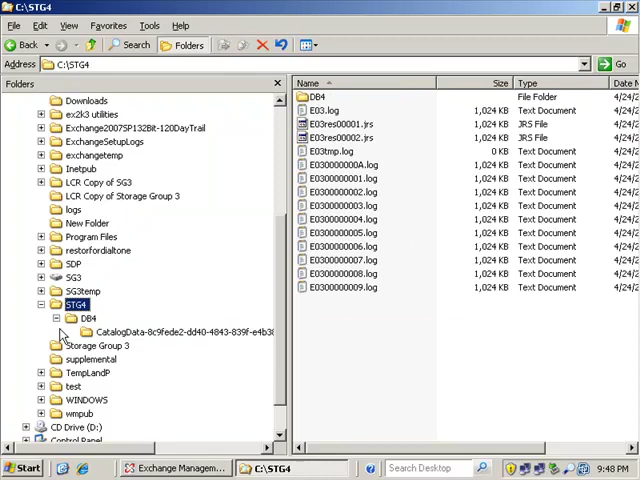 C:\STG4
File Edit View Favorites Tools Help
Back Search Folders
Address C:\STG4 Go
Folders
Downloads
ex2k3 utilities
Exchange2007SP132Bit-120DayTrail
ExchangeSetupLogs
exchangetemp
Inetpub
LCR Copy of SG3
LCR Copy of Storage Group 3
logs
New Folder
Program Files
restorfordialtone
SDP
SG3
SG3temp
STG4
DB4
CatalogData-8c9fede2-dd40-4843-839f-e4b38
Storage Group 3
supplemental
TempLandP
test
WINDOWS
wmpub
CD Drive (D:)
Control Panel
Name Size Type Date M
DB4 File Folder 4/24/2
E03.log 1,024 KB Text Document 4/24/2
E03res00001.jrs 1,024 KB JRS File 4/24/2
E03res00002.jrs 1,024 KB JRS File 4/24/2
E03tmp.log 0 KB Text Document 4/24/2
E030000000A.log 1,024 KB Text Document 4/24/2
E0300000001.log 1,024 KB Text Document 4/24/2
E0300000002.log 1,024 KB Text Document 4/24/2
E0300000003.log 1,024 KB Text Document 4/24/2
E0300000004.log 1,024 KB Text Document 4/24/2
E0300000005.log 1,024 KB Text Document 4/24/2
E0300000006.log 1,024 KB Text Document 4/24/2
E0300000007.log 1,024 KB Text Document 4/24/2
E0300000008.log 1,024 KB Text Document 4/24/2
E0300000009.log 1,024 KB Text Document 4/24/2
Start Exchange Managem... C:\STG4 Search Desktop 9:48 PM